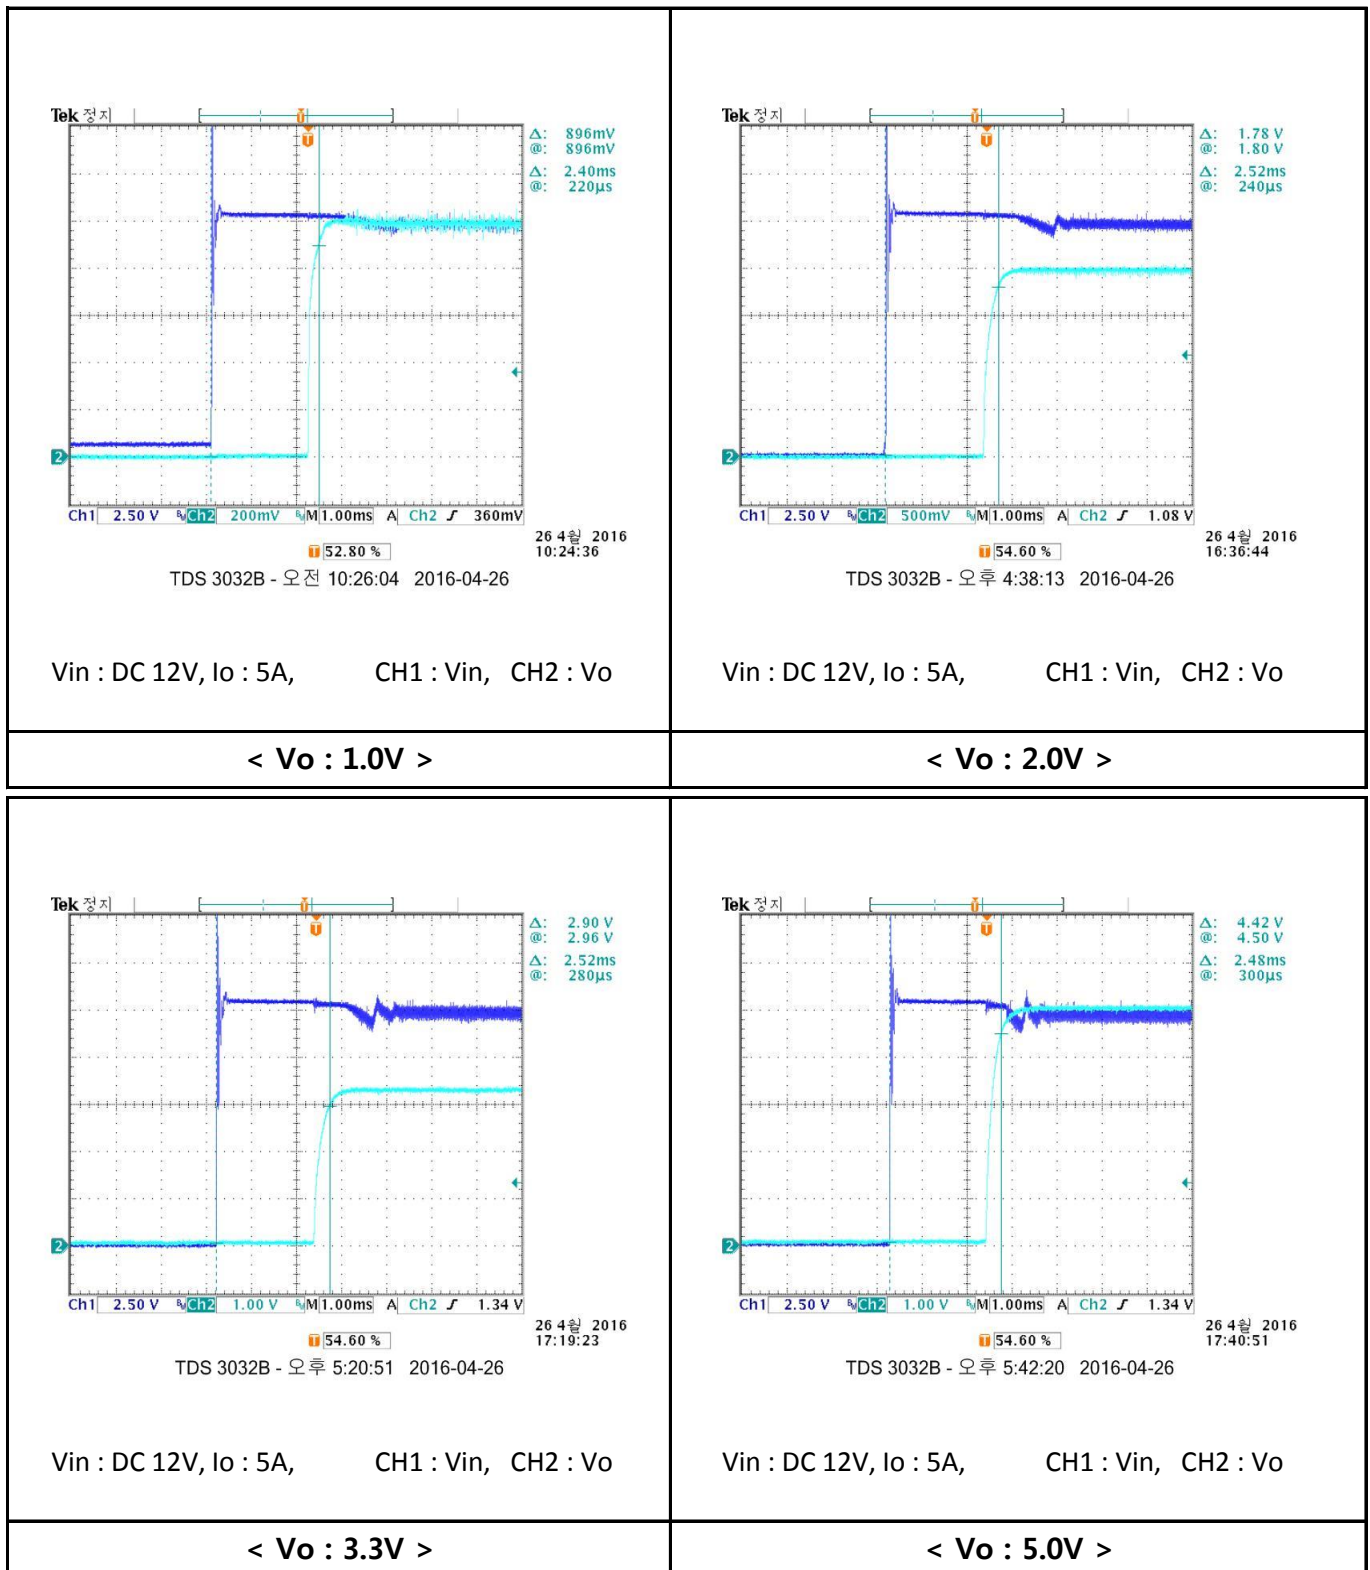 Tek 정지
Δ: 896mV
@: 896mV
Δ: 2.40ms
@: 220µs
2
Ch1 2.50 V Ch2 200mV M 1.00ms A Ch2 360mV
26 4월 2016
10:24:36
52.80 %
TDS 3032B - 오전 10:26:04 2016-04-26
Vin : DC 12V, Io : 5A, CH1 : Vin, CH2 : Vo
< Vo : 1.0V >
Tek 정지
Δ: 1.78 V
@: 1.80 V
Δ: 2.52ms
@: 240µs
2
Ch1 2.50 V Ch2 500mV M 1.00ms A Ch2 1.08 V
26 4월 2016
16:36:44
54.60 %
TDS 3032B - 오후 4:38:13 2016-04-26
Vin : DC 12V, Io : 5A, CH1 : Vin, CH2 : Vo
< Vo : 2.0V >
Tek 정지
Δ: 2.90 V
@: 2.96 V
Δ: 2.52ms
@: 280µs
2
Ch1 2.50 V Ch2 1.00 V M 1.00ms A Ch2 1.34 V
26 4월 2016
17:19:23
54.60 %
TDS 3032B - 오후 5:20:51 2016-04-26
Vin : DC 12V, Io : 5A, CH1 : Vin, CH2 : Vo
< Vo : 3.3V >
Tek 정지
Δ: 4.42 V
@: 4.50 V
Δ: 2.48ms
@: 300µs
2
Ch1 2.50 V Ch2 1.00 V M 1.00ms A Ch2 1.34 V
26 4월 2016
17:40:51
54.60 %
TDS 3032B - 오후 5:42:20 2016-04-26
Vin : DC 12V, Io : 5A, CH1 : Vin, CH2 : Vo
< Vo : 5.0V >